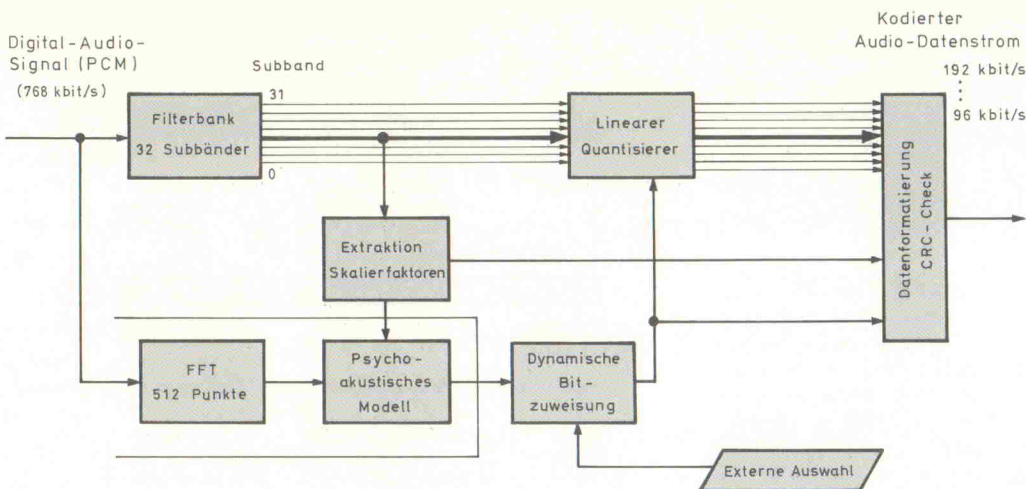 Digital-Audio-
Signal (PCM)
(768 kbit/s)
Subband
31
0
Filterbank
32 Subbänder
Linearer
Quantisierer
Kodierter
Audio-Datenstrom
192 kbit/s
96 kbit/s
Datenformatierung
CRC-Check
Extraktion
Skalierfaktoren
FFT
512 Punkte
Psycho-
akustisches
Modell
Dynamische
Bit-
zuweisung
Externe Auswahl